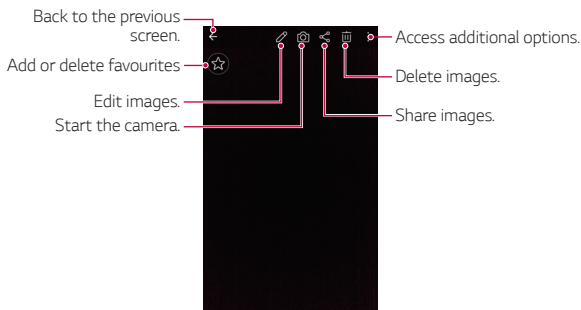 Back to the previous
screen.
Add or delete favourites
Edit images.
Start the camera.
Access additional options.
Delete images.
Share images.